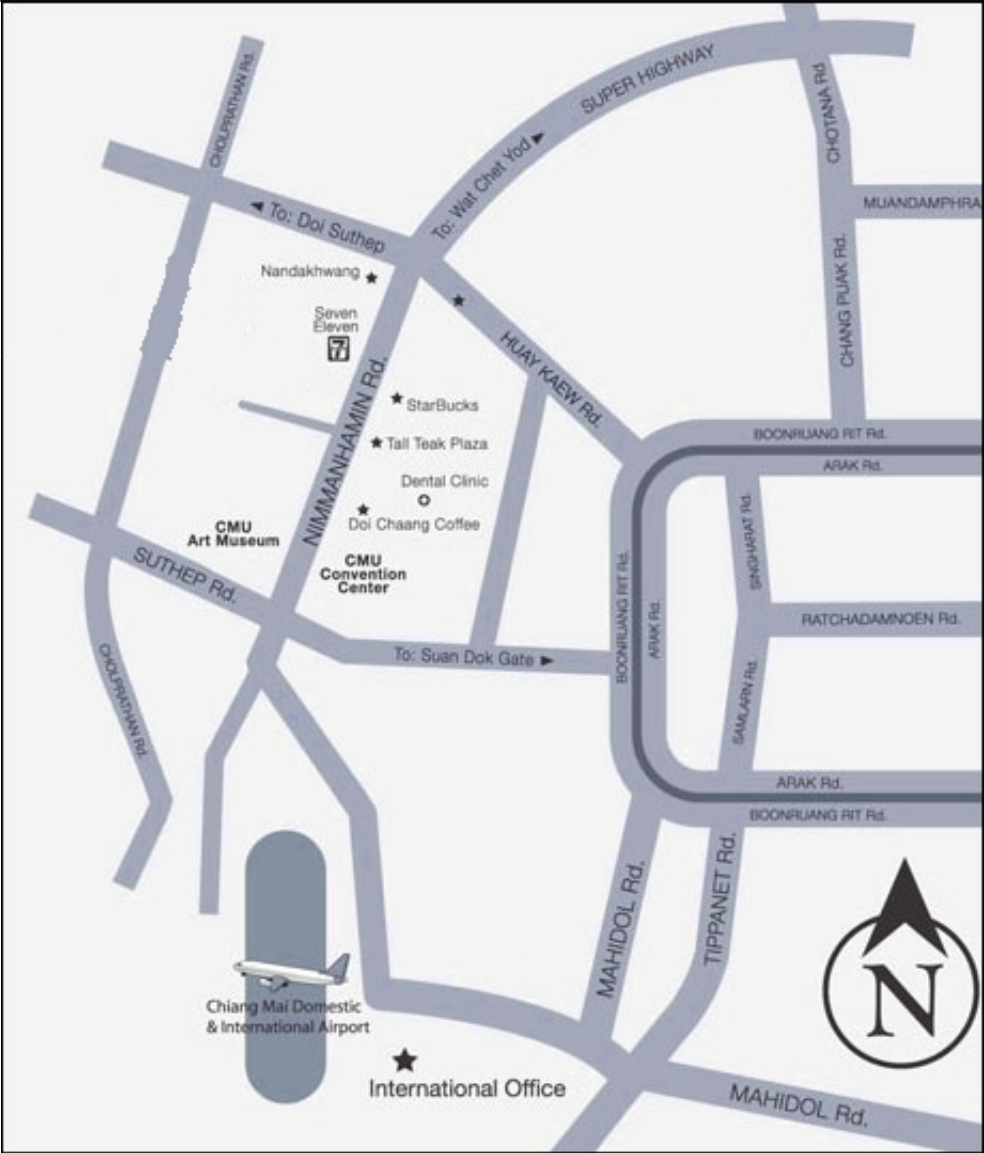 CHOLPRATHAN Rd.
SUPER HIGHWAY
CHOTANA Rd
To: Wat Chet Yod ►
◄ To: Doi Suthep
MUANDAMPHRA
Nandakhwang
CHANG PUAK Rd.
Seven
Eleven
7
HUAY KAEW Rd.
NIMMANHAMIN Rd.
StarBucks
Tall Teak Plaza
BOONRUANG RIT Rd.
ARAK Rd.
Dental Clinic
Doi Chaang Coffee
CMU
Art Museum
SINGHARAT Rd.
CMU
Convention
Center
SUTHEP Rd.
BOONRUANG RIT Rd.
ARAK Rd.
RATCHADAMNOEN Rd.
To: Suan Dok Gate ►
CHOLPRATHAN Rd.
SAMLARN Rd.
ARAK Rd.
BOONRUANG RIT Rd.
MAHIDOL Rd.
TIPPANET Rd.
N
Chiang Mai Domestic
& International Airport
International Office
MAHIDOL Rd.